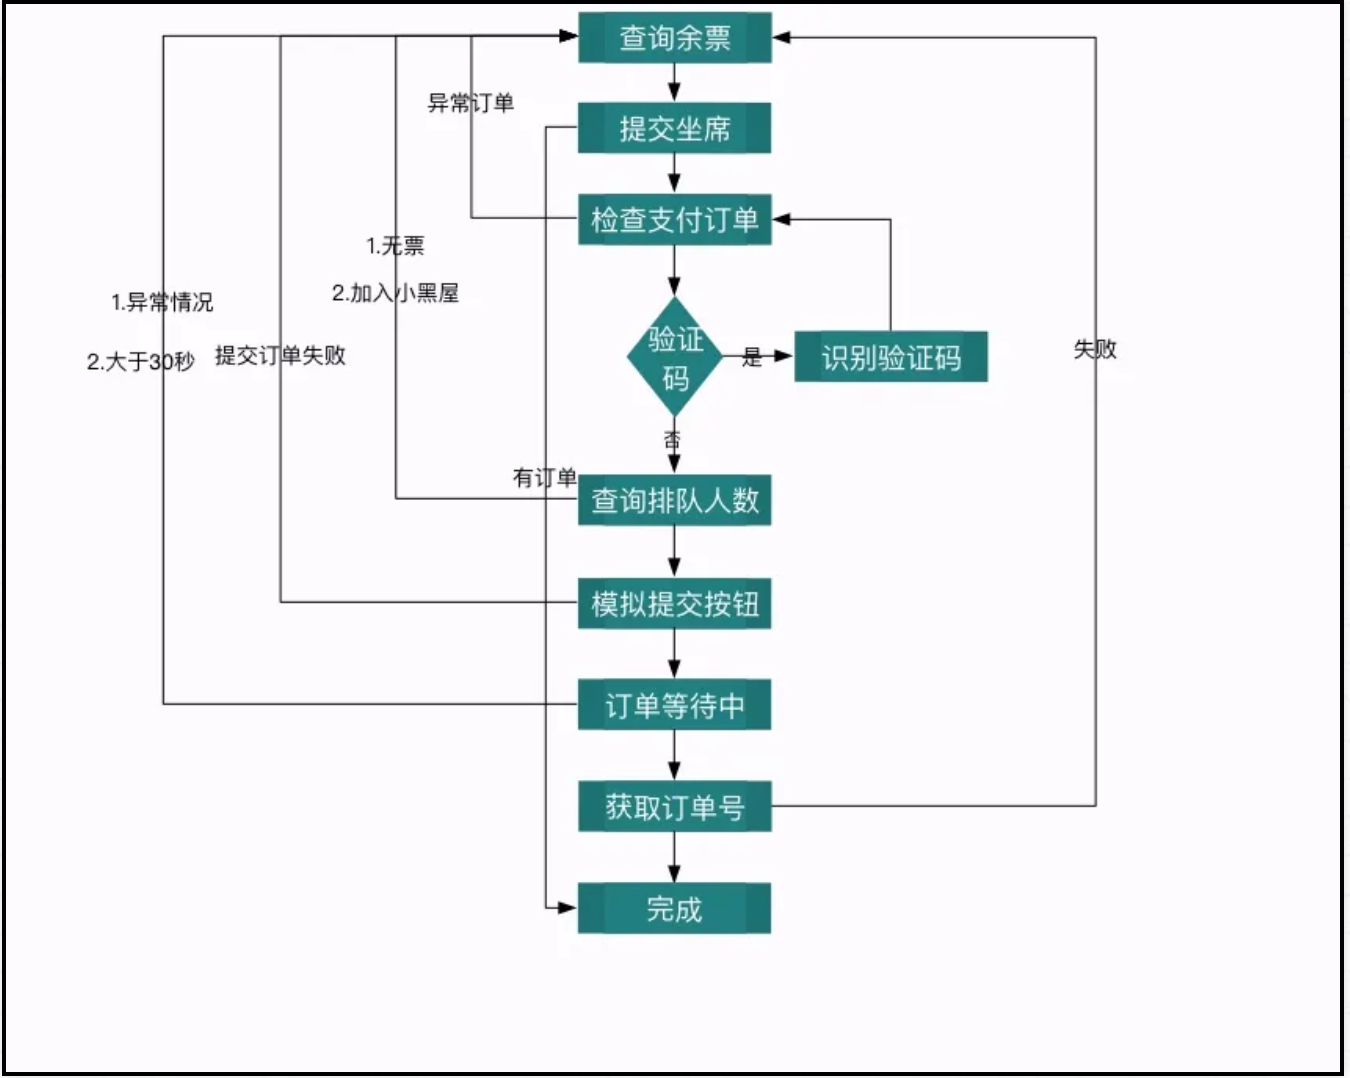 查询余票
异常订单
提交坐席
检查支付订单
1.无票
2.加入小黑屋
1.异常情况
2.大于30秒
提交订单失败
验证
码
是
识别验证码
失败
否
有订单
查询排队人数
模拟提交按钮
订单等待中
获取订单号
完成